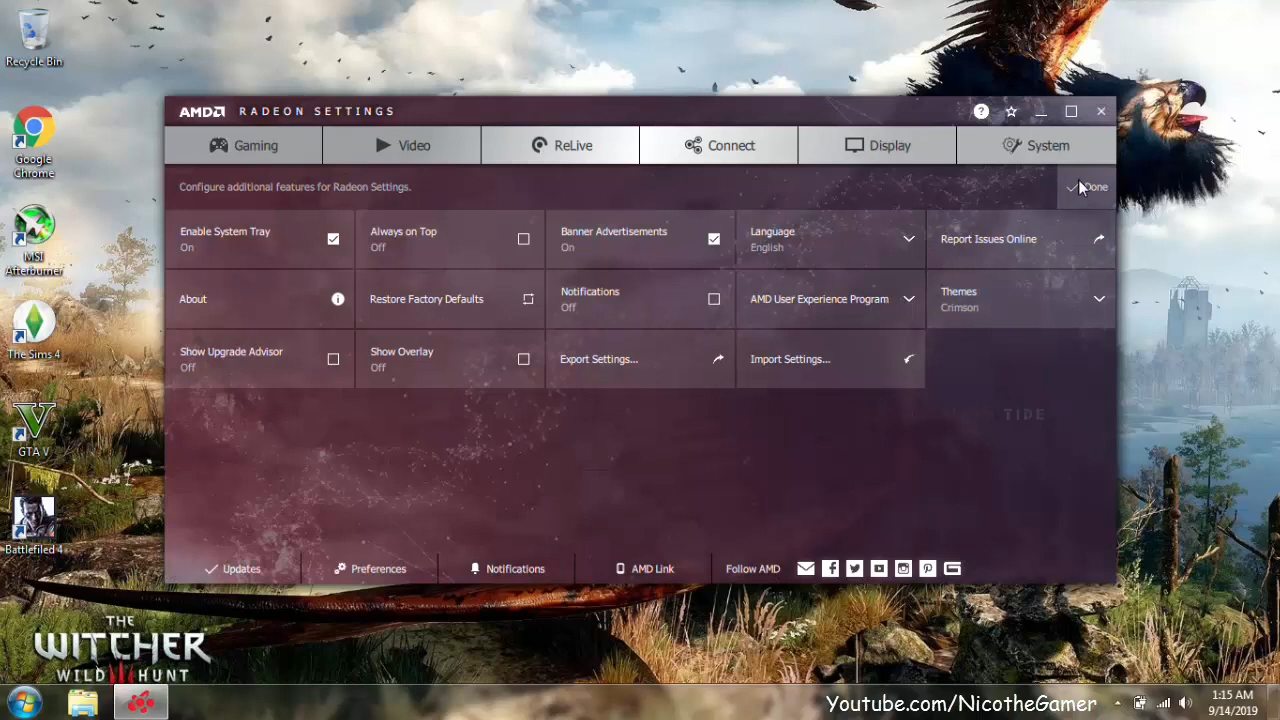 Recycle Bin
Google
Chrome
MSI
Afterburner
The Sims 4
GTA V
Battlefiled 4
AMD RADEON SETTINGS
Gaming
Video
ReLive
Connect
Display
System
Configure additional features for Radeon Settings.
Done
Enable System Tray
On
Always on Top
Off
Banner Advertisements
On
Language
English
Report Issues Online
About
Restore Factory Defaults
Notifications
Off
AMD User Experience Program
Themes
Crimson
Show Upgrade Advisor
Off
Show Overlay
Off
Export Settings...
Import Settings...
TIDE
Updates
Preferences
Notifications
AMD Link
Follow AMD
THE
WITCHER
WILD HUNT
Youtube.com/NicotheGamer
1:15 AM
9/14/2019